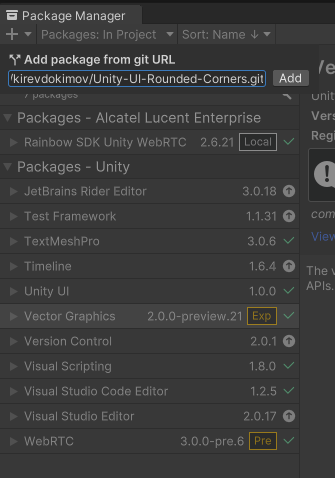 Package Manager
+ Packages: In Project Sort: Name ↓
Add package from git URL
kirevdokimov/Unity-UI-Rounded-Corners.git Add
7 packages
Packages - Alcatel Lucent Enterprise
Rainbow SDK Unity WebRTC 2.6.21 Local
Packages - Unity
JetBrains Rider Editor 3.0.18
Test Framework 1.1.31
TextMeshPro 3.0.6
Timeline 1.6.4
Unity UI 1.0.0
Vector Graphics 2.0.0-preview.21 Exp
Version Control 2.0.1
Visual Scripting 1.8.0
Visual Studio Code Editor 1.2.5
Visual Studio Editor 2.0.17
WebRTC 3.0.0-pre.6 Pre
Ve
Vers
Regi
com
View
The v
APIs.